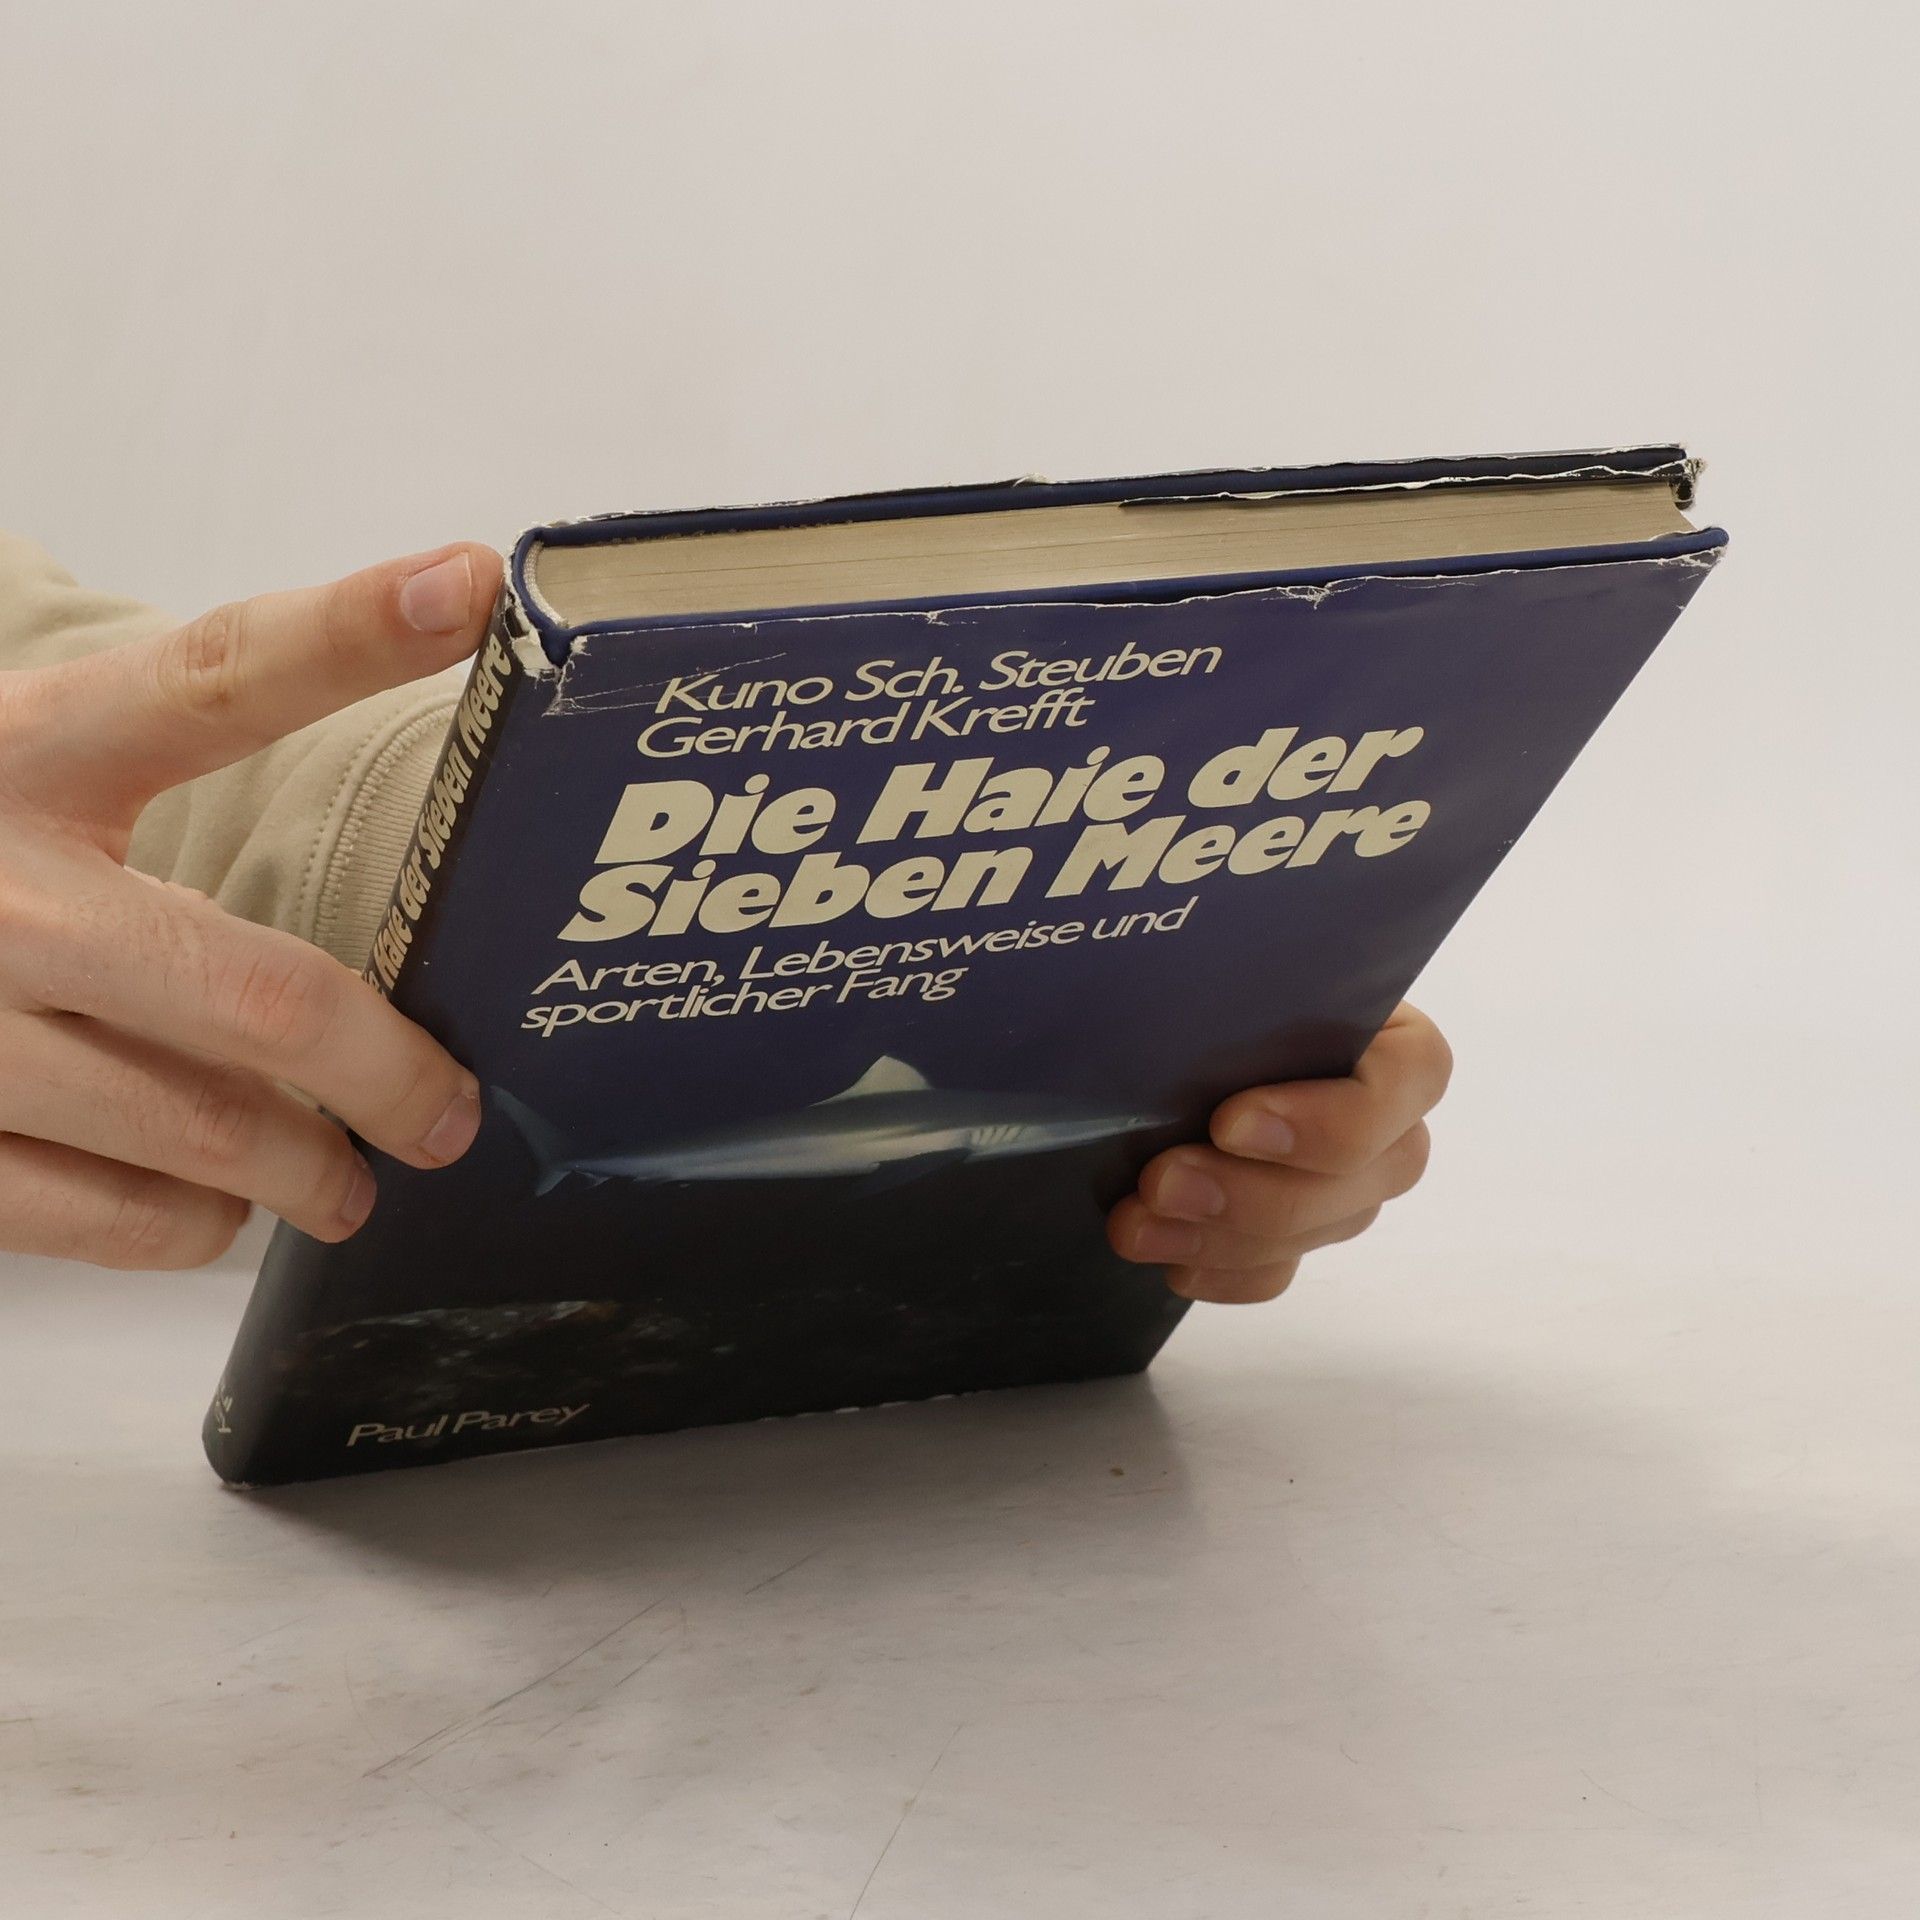 Kuno Sch. Steuben
Gerhard Krefft
Die Haie der
Sieben Meere
Arten, Lebensweise und
sportlicher Fang
Paul Parey
Haie der Sieben Meere